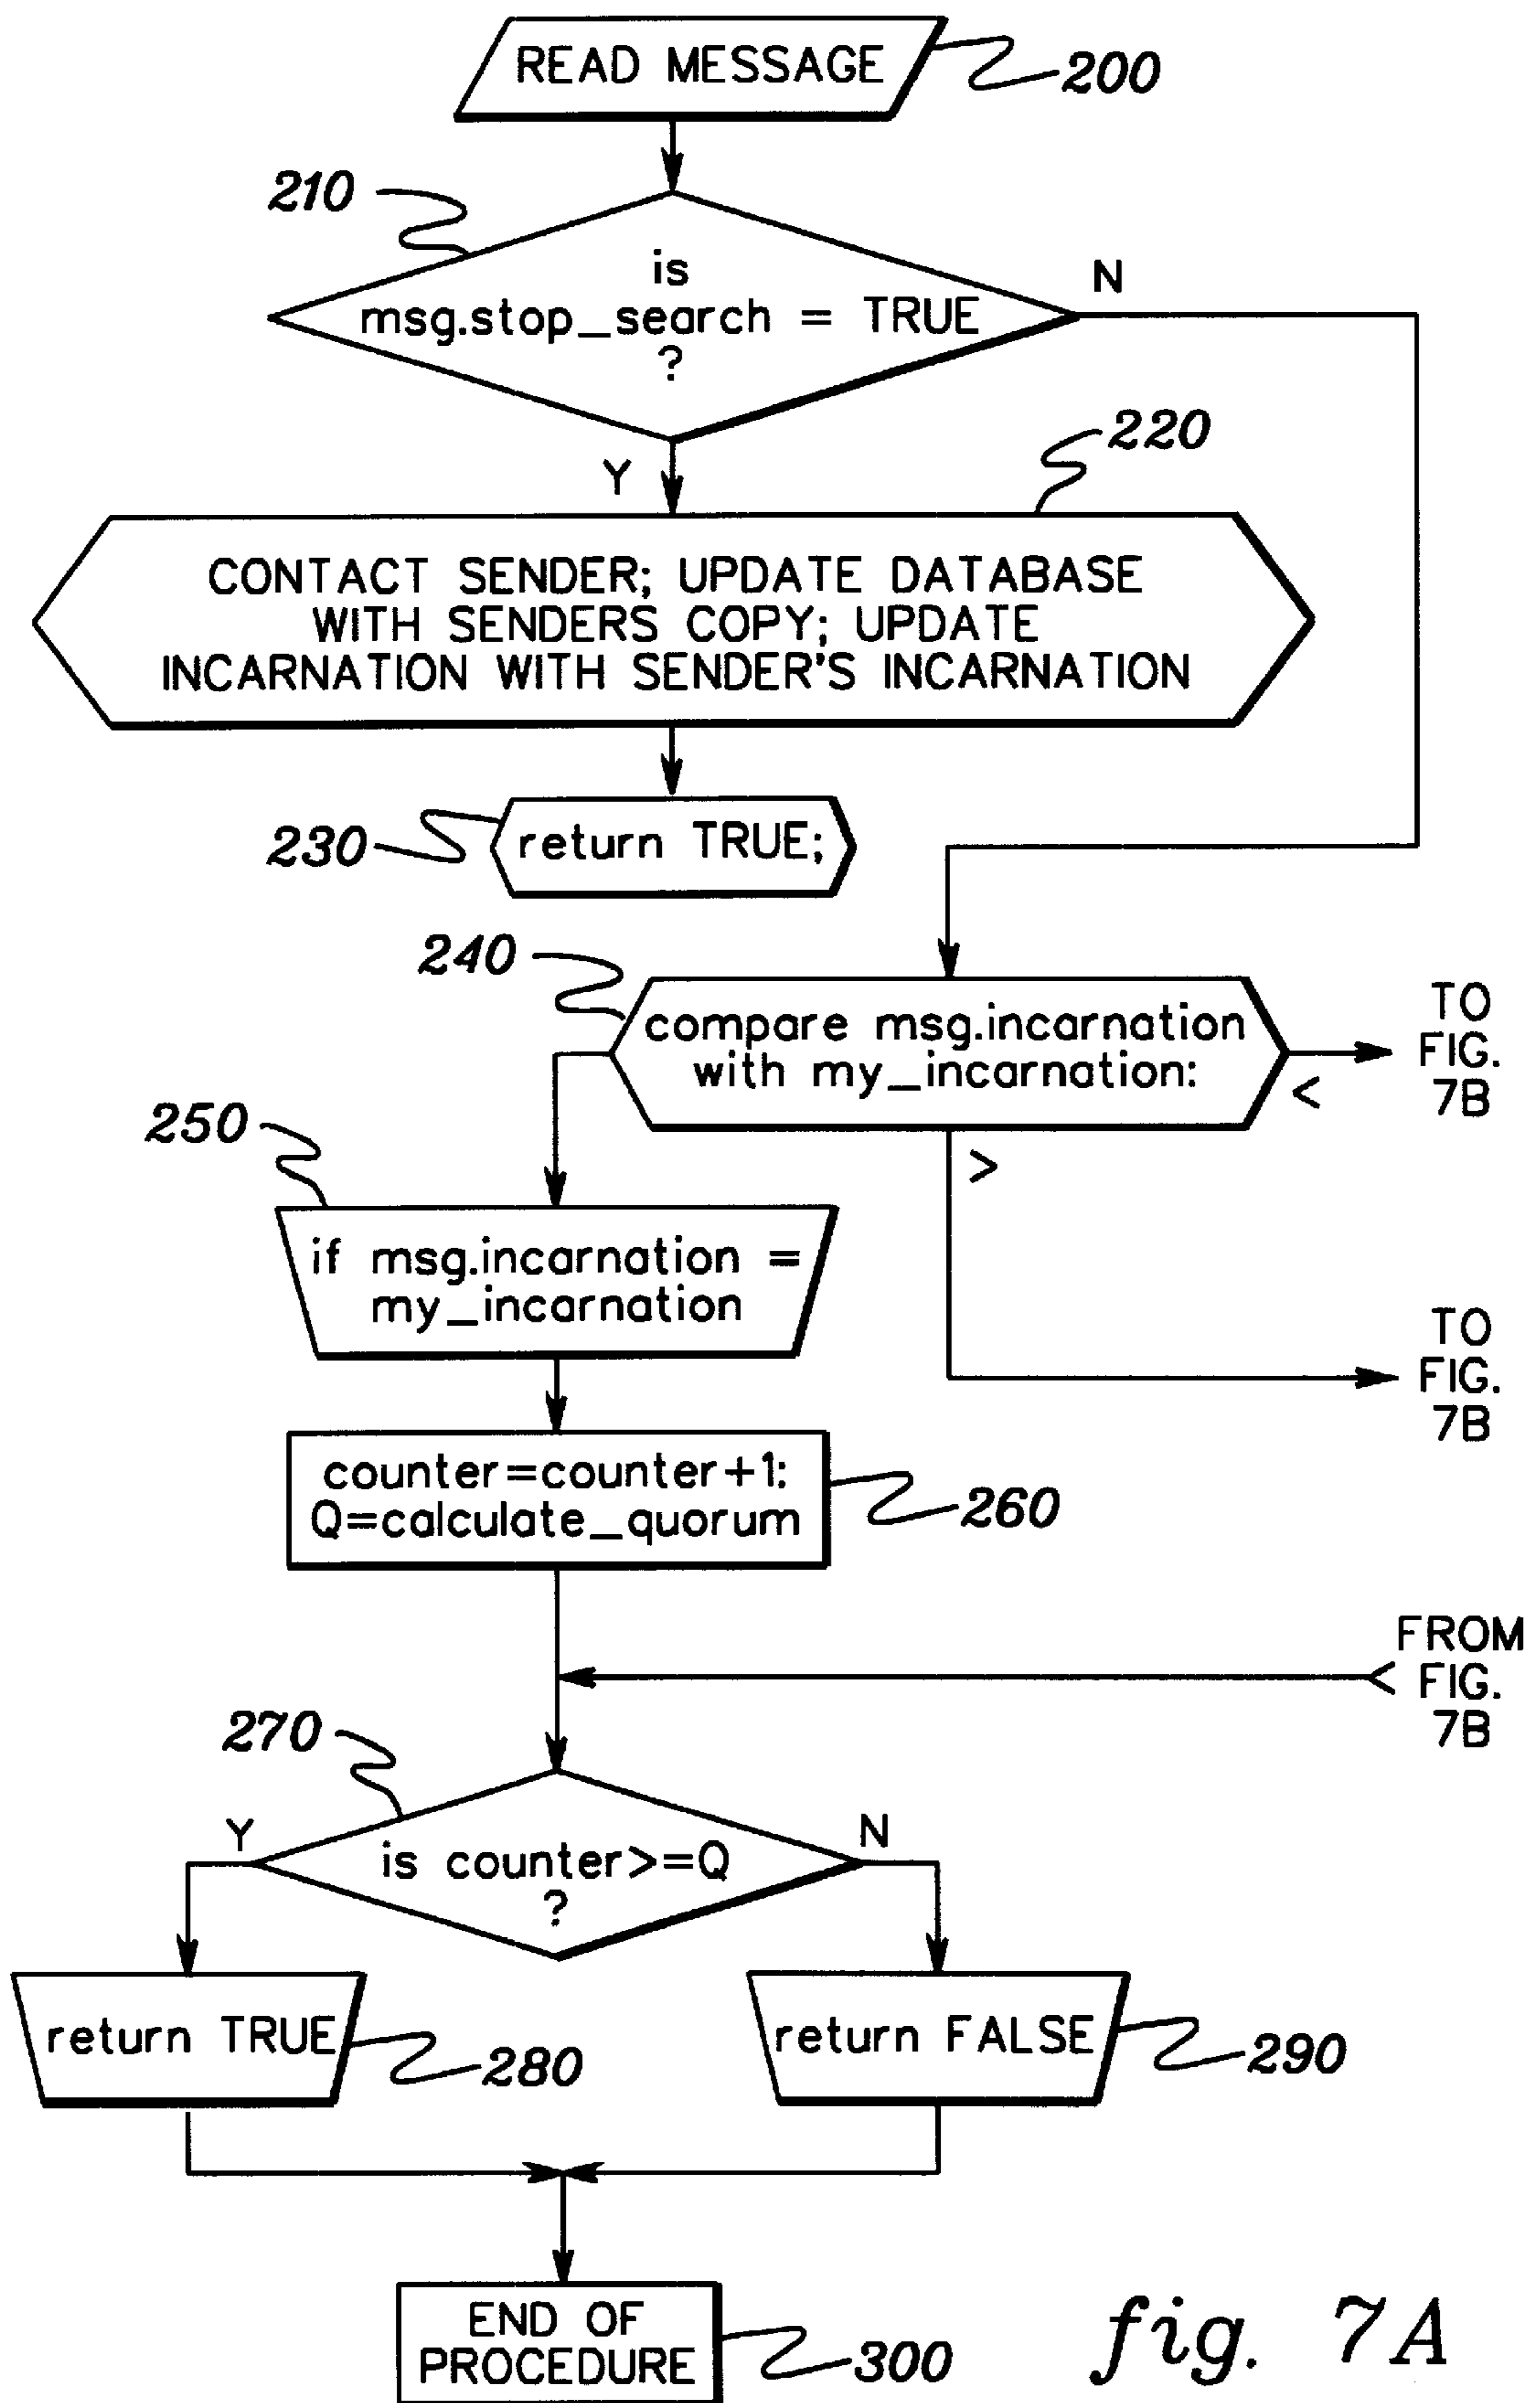 READ MESSAGE
200
210
is
msg.stop_search = TRUE
?
N
Y
220
CONTACT SENDER; UPDATE DATABASE
WITH SENDERS COPY; UPDATE
INCARNATION WITH SENDER'S INCARNATION
230
return TRUE;
240
compare msg.incarnation
with my_incarnation:
<
TO
FIG.
7B
>
TO
FIG.
7B
250
if msg.incarnation =
my_incarnation
counter=counter+1:
Q=calculate_quorum
260
FROM
FIG.
7B
270
Y
N
is counter>=Q
?
return TRUE
280
return FALSE
290
END OF
PROCEDURE
300
fig. 7A